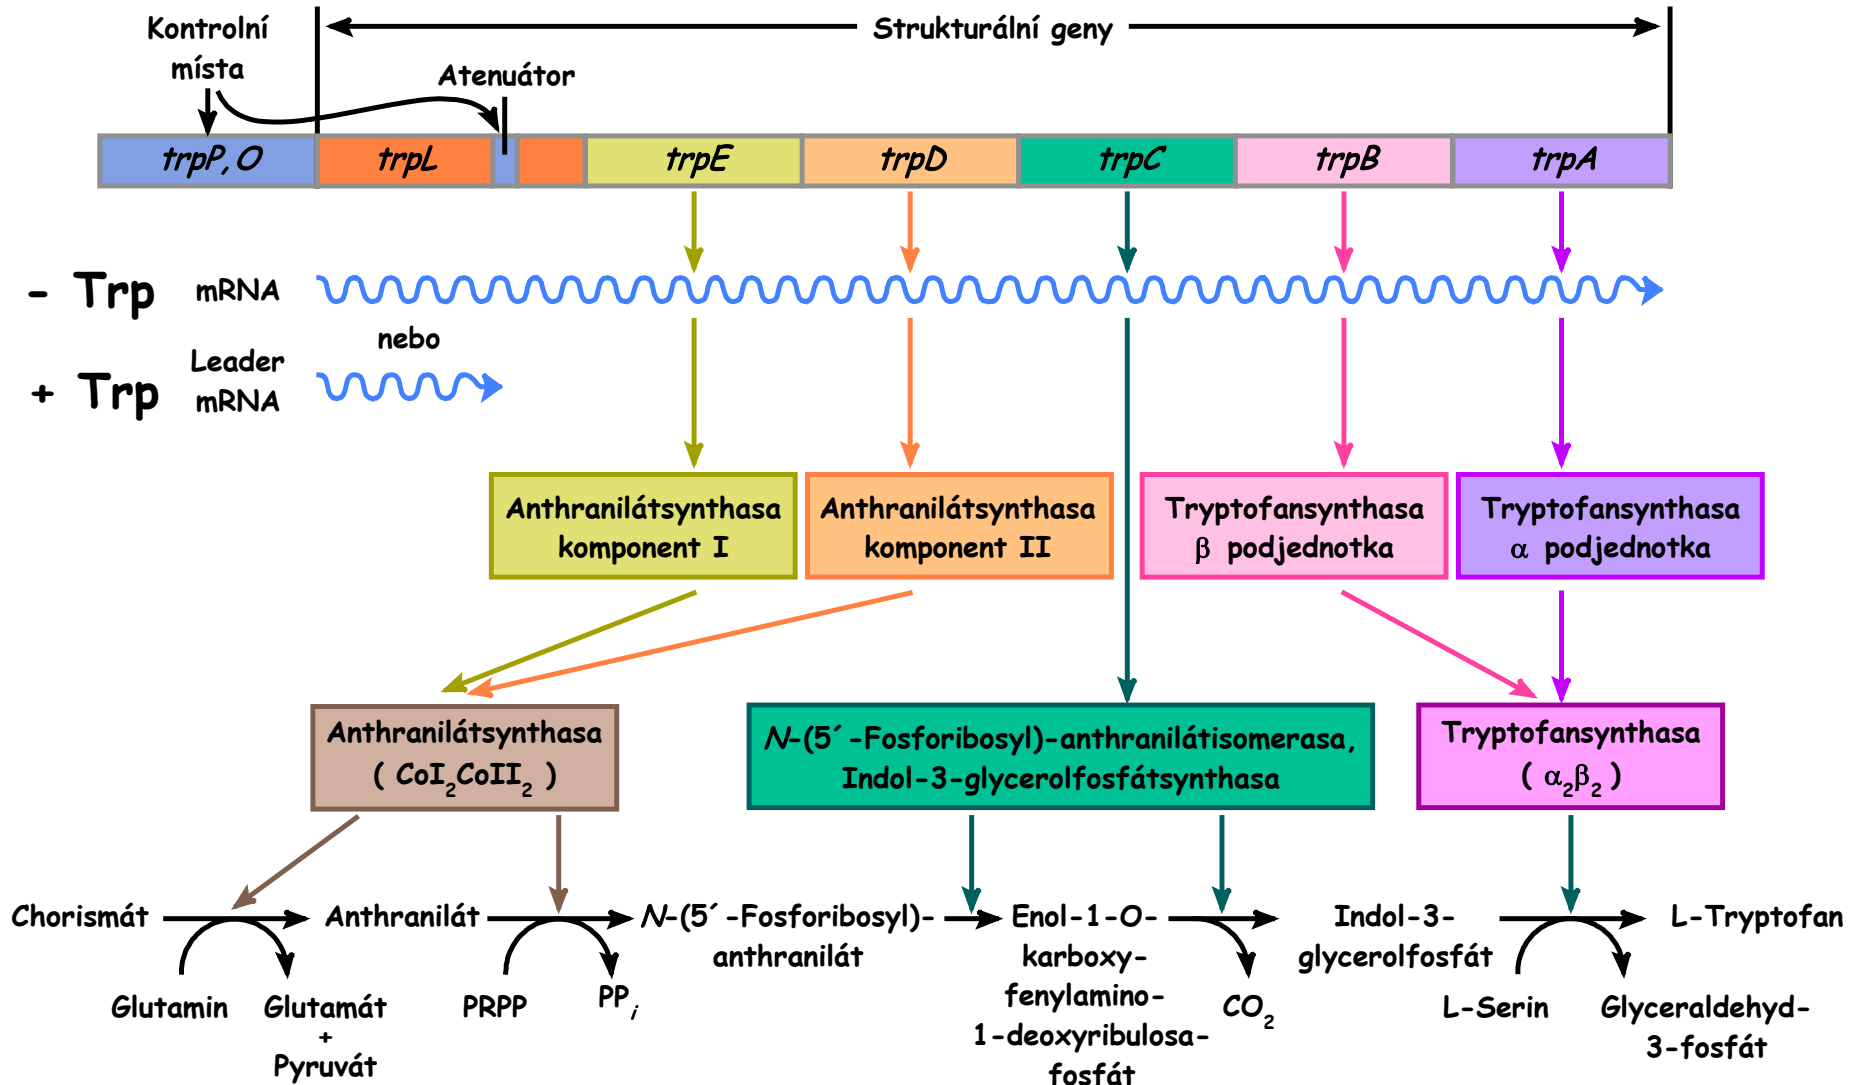 Kontrolní
místa
Strukturální geny
Atenuátor
trpP, O
trpL
trpE
trpD
trpC
trpB
trpA
- Trp
mRNA
nebo
+ Trp
Leader
mRNA
Anthranilátsynthasa
komponent I
Anthranilátsynthasa
komponent II
Tryptofansynthasa
β podjednotka
Tryptofansynthasa
α podjednotka
Anthranilátsynthasa
( CoI₂CoII₂ )
N-(5´-Fosforibosyl)-anthranilátisomerasa,
Indol-3-glycerolfosfátsynthasa
Tryptofansynthasa
( α₂β₂ )
Chorismát
Glutamin
Glutamát
+
Pyruvát
Anthranilát
PRPP
PPi
N-(5´-Fosforibosyl)-
anthranilát
Enol-1-O-
karboxy-
fenylamino-
1-deoxyribulosa-
fosfát
CO₂
Indol-3-
glycerolfosfát
L-Serin
Glyceraldehyd-
3-fosfát
L-Tryptofan